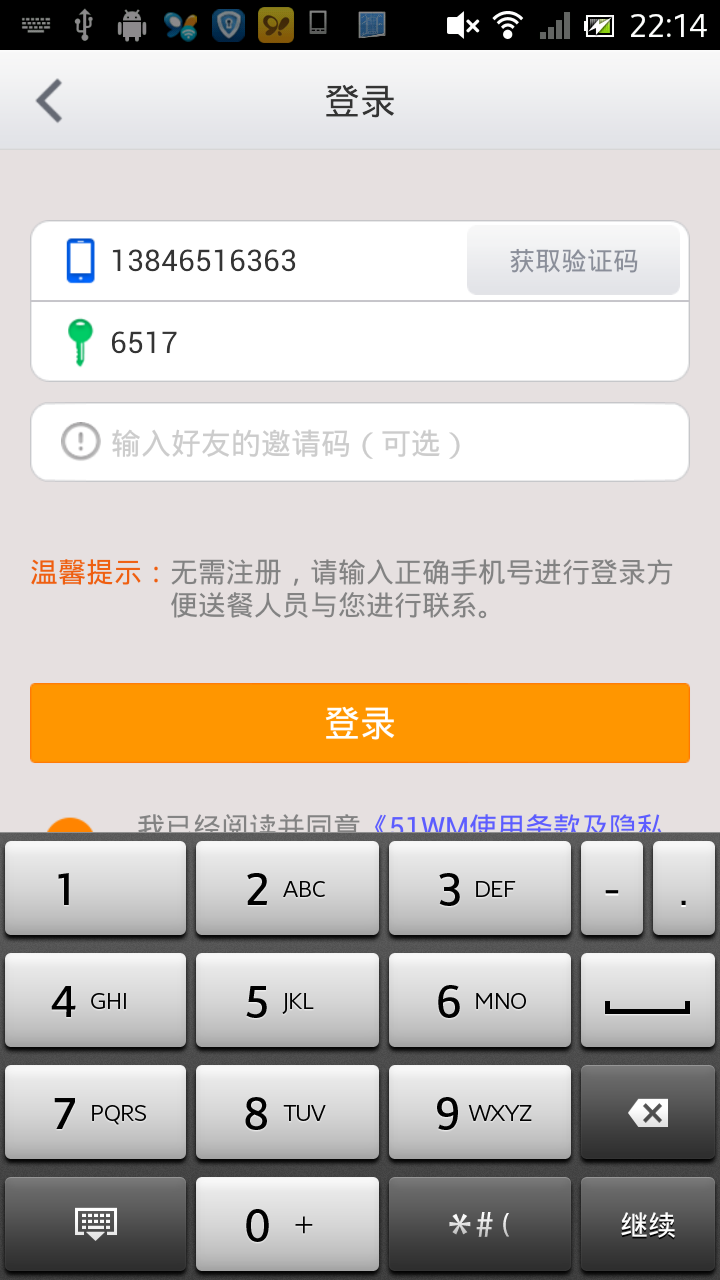 22:14
登录
13846516363
获取验证码
6517
输入好友的邀请码（可选）
温馨提示：无需注册，请输入正确手机号进行登录方
便送餐人员与您进行联系。
登录
我已经阅读并同意《51WM使用条款及隐私
1 2 ABC 3 DEF - .
4 GHI 5 JKL 6 MNO
7 PQRS 8 TUV 9 WXYZ
0 + *#( 继续